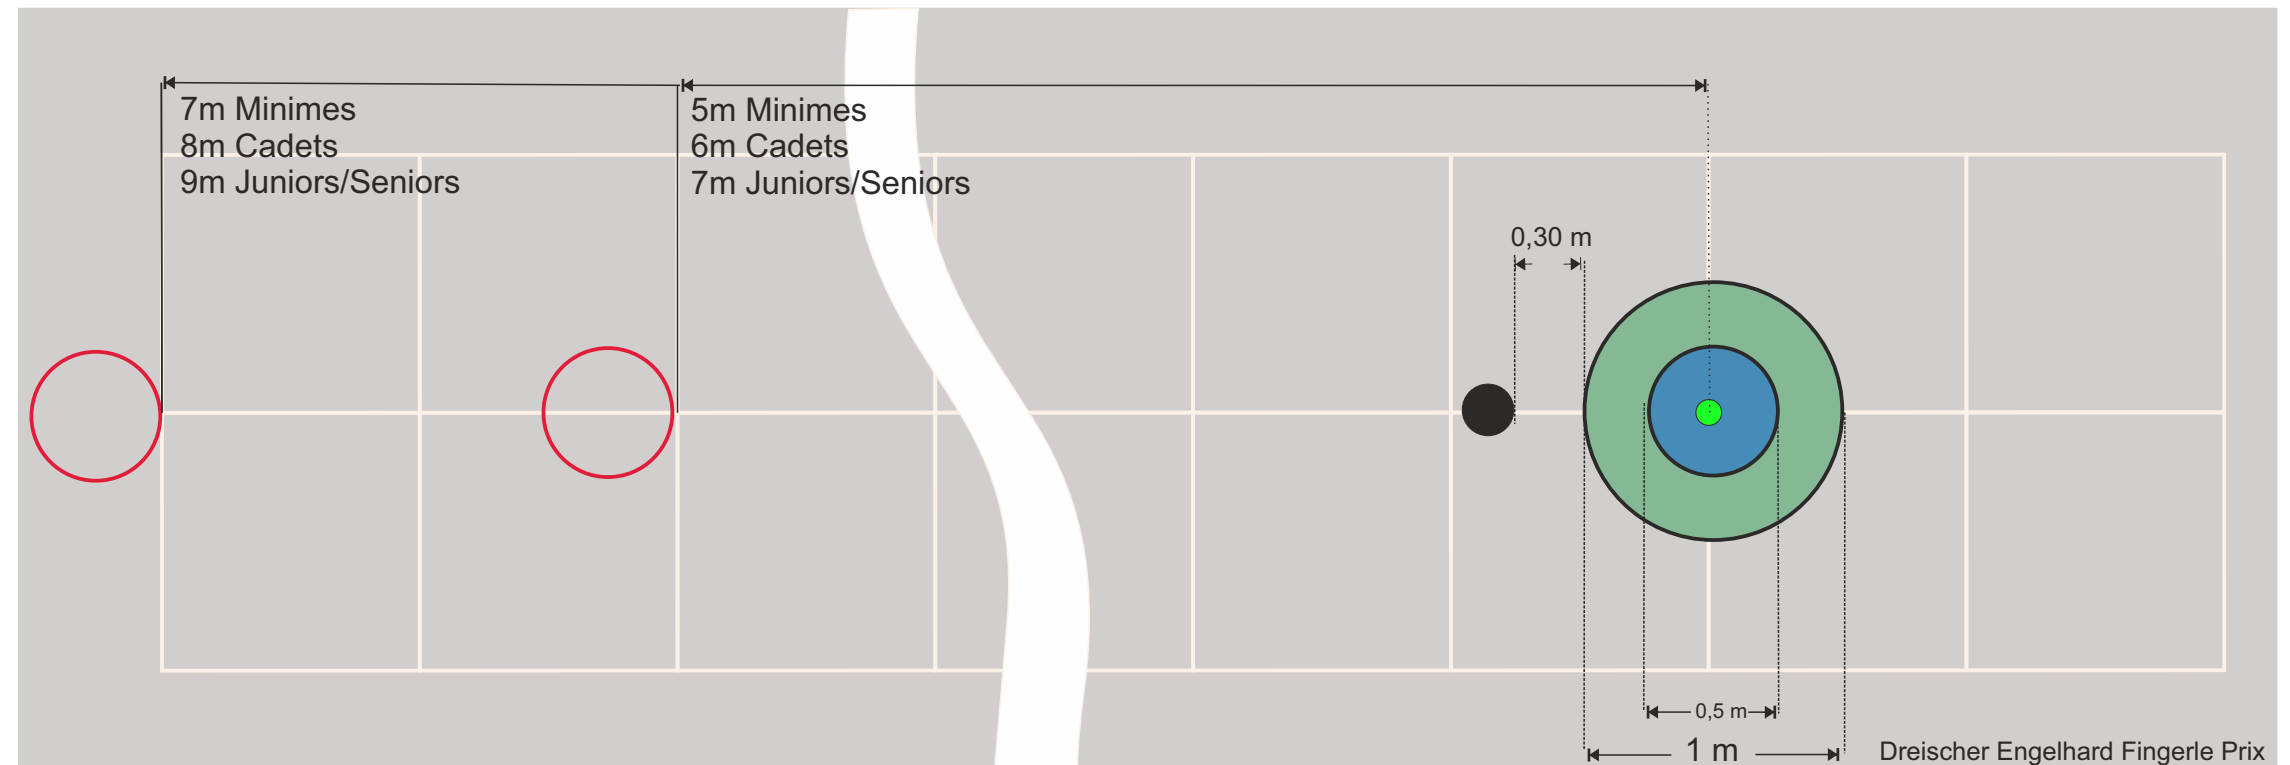 7m Minimes
8m Cadets
9m Juniors/Seniors
5m Minimes
6m Cadets
7m Juniors/Seniors
0,30 m
0,5 m
1 m
Dreischer Engelhard Fingerle Prix